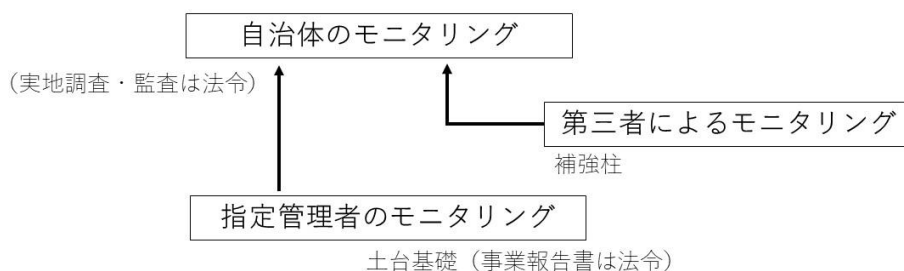 自治体のモニタリング
（実地調査・監査は法令）
第三者によるモニタリング
補強柱
指定管理者のモニタリング
土台基礎（事業報告書は法令）